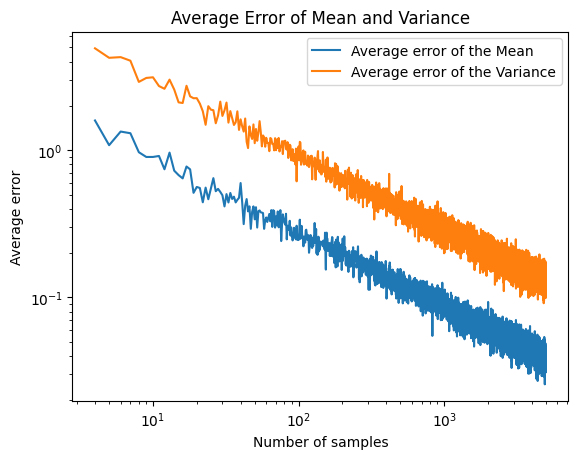 Average Error of Mean and Variance
Average error of the Mean
Average error of the Variance
Average error
10⁰
10⁻¹
10¹
10²
10³
Number of samples